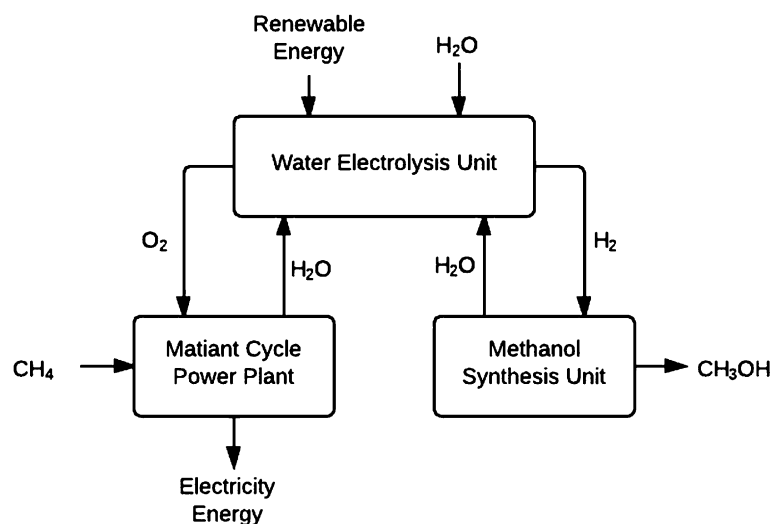 Renewable
Energy
H₂O
Water Electrolysis Unit
O₂
H₂O
H₂O
H₂
CH₄
Matiant Cycle
Power Plant
Methanol
Synthesis Unit
CH₃OH
Electricity
Energy